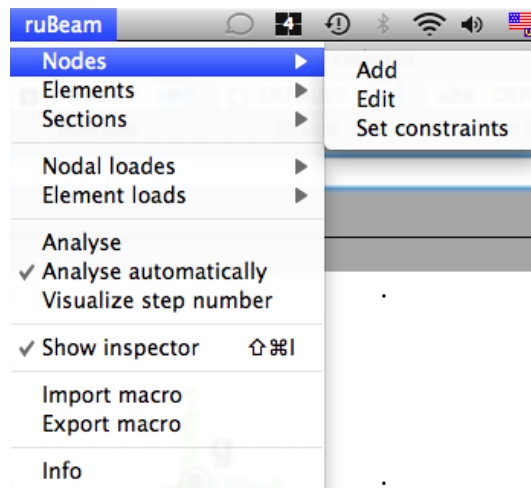 ruBeam
4
Nodes
Elements
Sections
Nodal loades
Element loads
Analyse
✓ Analyse automatically
Visualize step number
✓ Show inspector ⇧⌘I
Import macro
Export macro
Info
Add
Edit
Set constraints